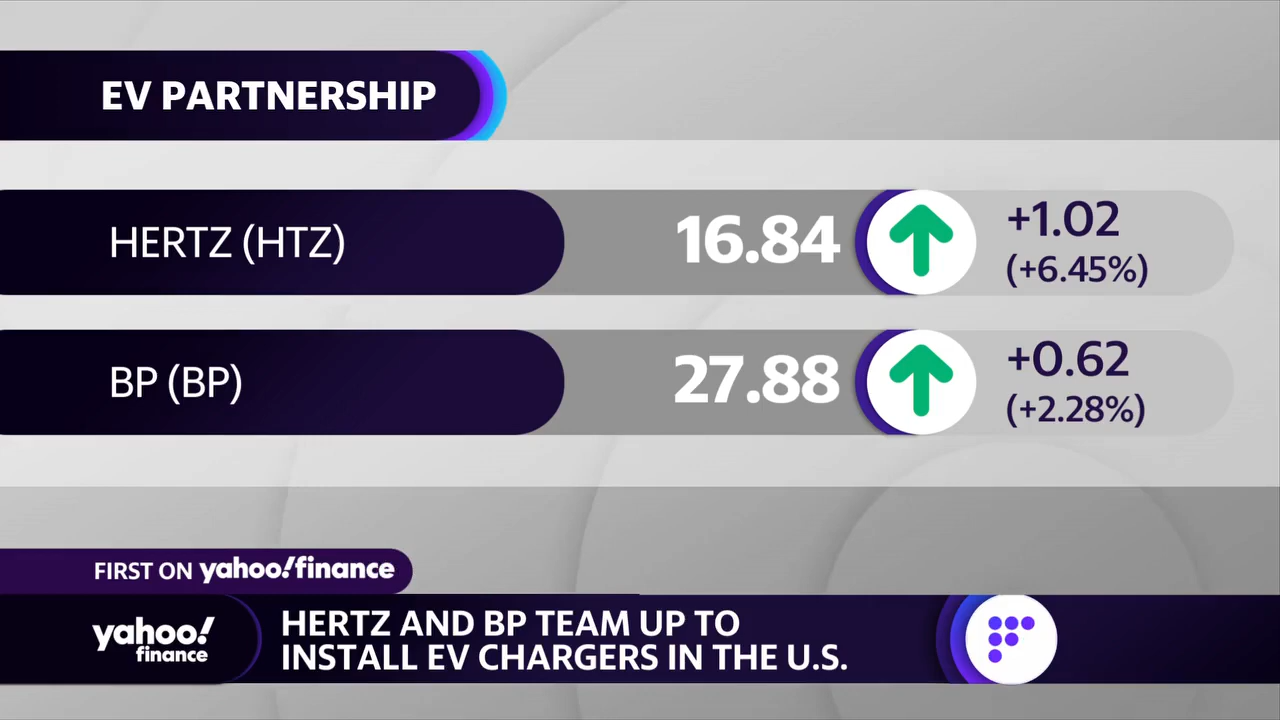 EV PARTNERSHIP
HERTZ (HTZ) 16.84 +1.02
(+6.45%)
BP (BP) 27.88 +0.62
(+2.28%)
FIRST ON yahoo!finance
yahoo!
finance
HERTZ AND BP TEAM UP TO
INSTALL EV CHARGERS IN THE U.S.